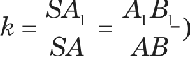 k = SA₁/SA = A₁B₁/AB)